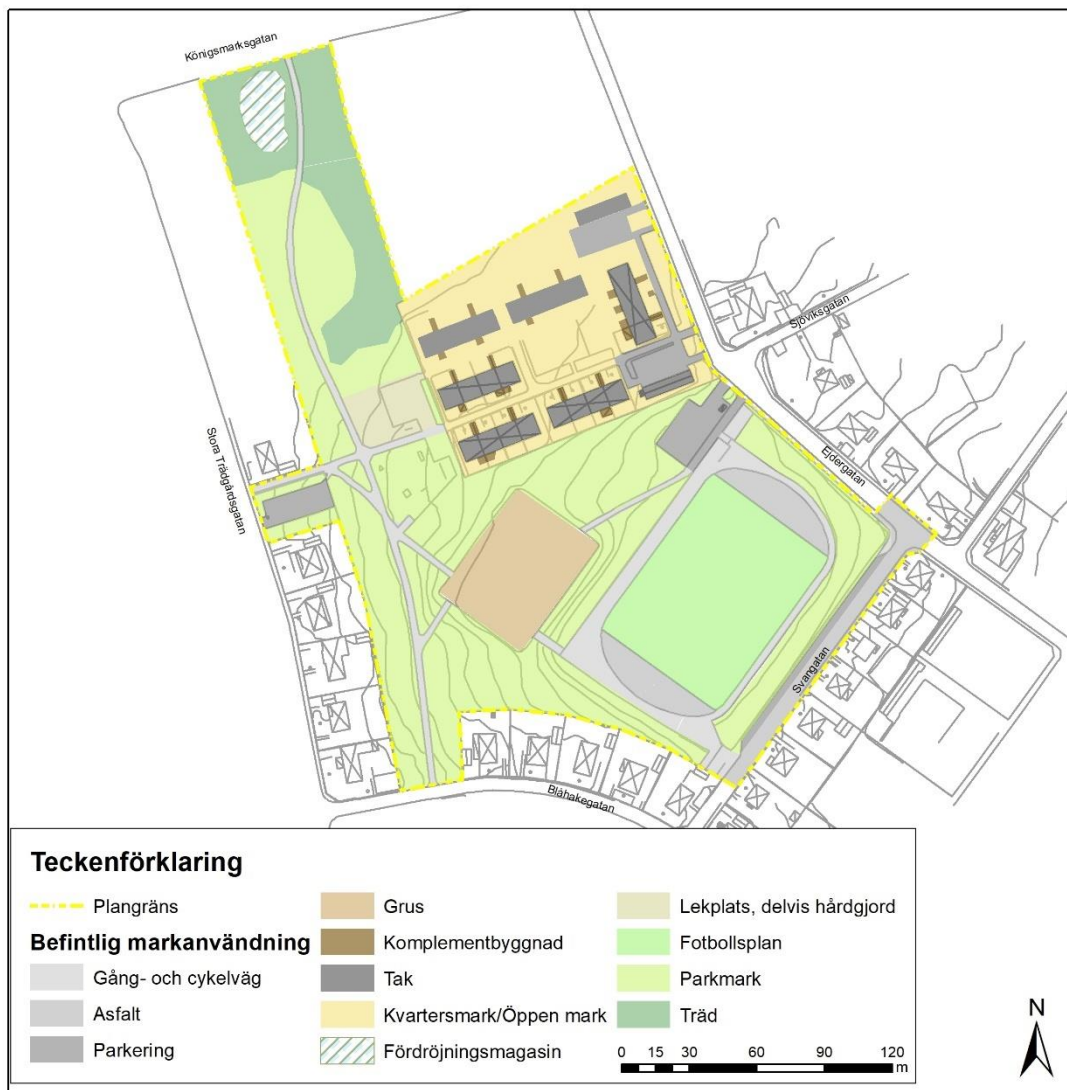 Königsmarksgatan
Sjöviksgatan
Ejdergatan
Stora Trädgårdsgatan
Svangatan
Blåhakegatan
Teckenförklaring
Plangräns
Befintlig markanvändning
Gång- och cykelväg
Asfalt
Parkering
Grus
Komplementbyggnad
Tak
Kvartersmark/Öppen mark
Fördröjningsmagasin
Lekplats, delvis hårdgjord
Fotbollsplan
Parkmark
Träd
0 15 30 60 90 120
m
N